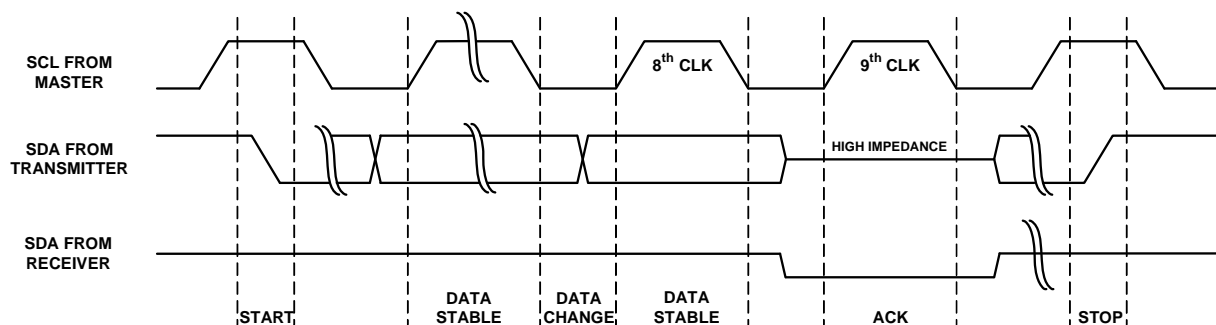 SCL FROM
MASTER
8th CLK
9th CLK
SDA FROM
TRANSMITTER
HIGH IMPEDANCE
SDA FROM
RECEIVER
START
DATA
STABLE
DATA
CHANGE
DATA
STABLE
ACK
STOP